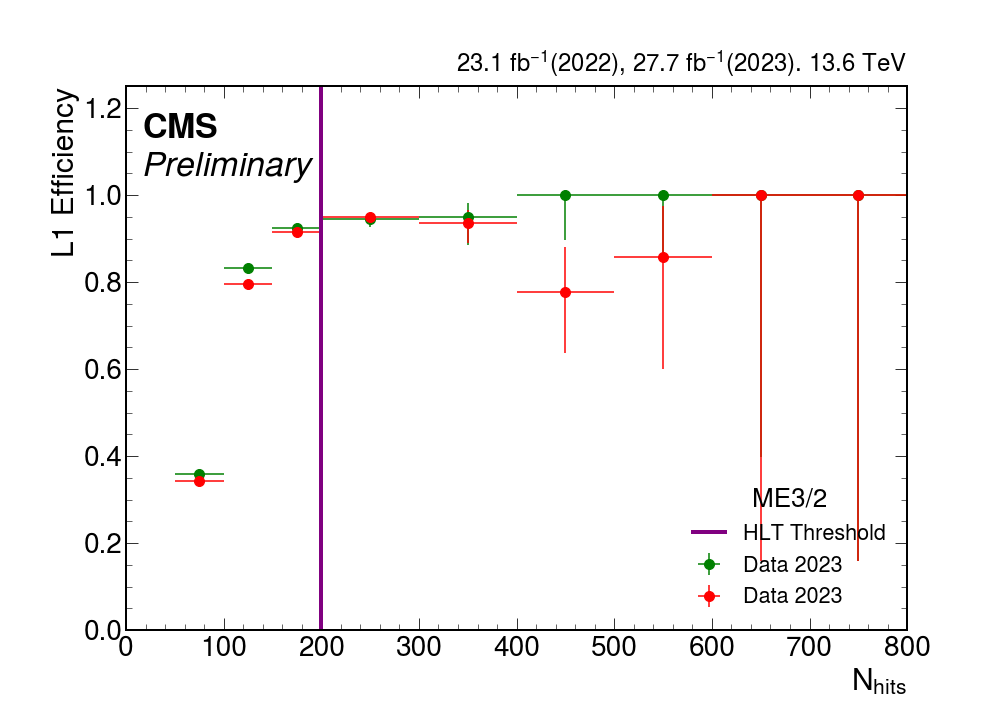 23.1 fb⁻¹(2022), 27.7 fb⁻¹(2023). 13.6 TeV
CMS
Preliminary
L1 Efficiency
1.2
1.0
0.8
0.6
0.4
0.2
0.0
ME3/2
HLT Threshold
Data 2023
Data 2023
0 100 200 300 400 500 600 700 800
N_hits